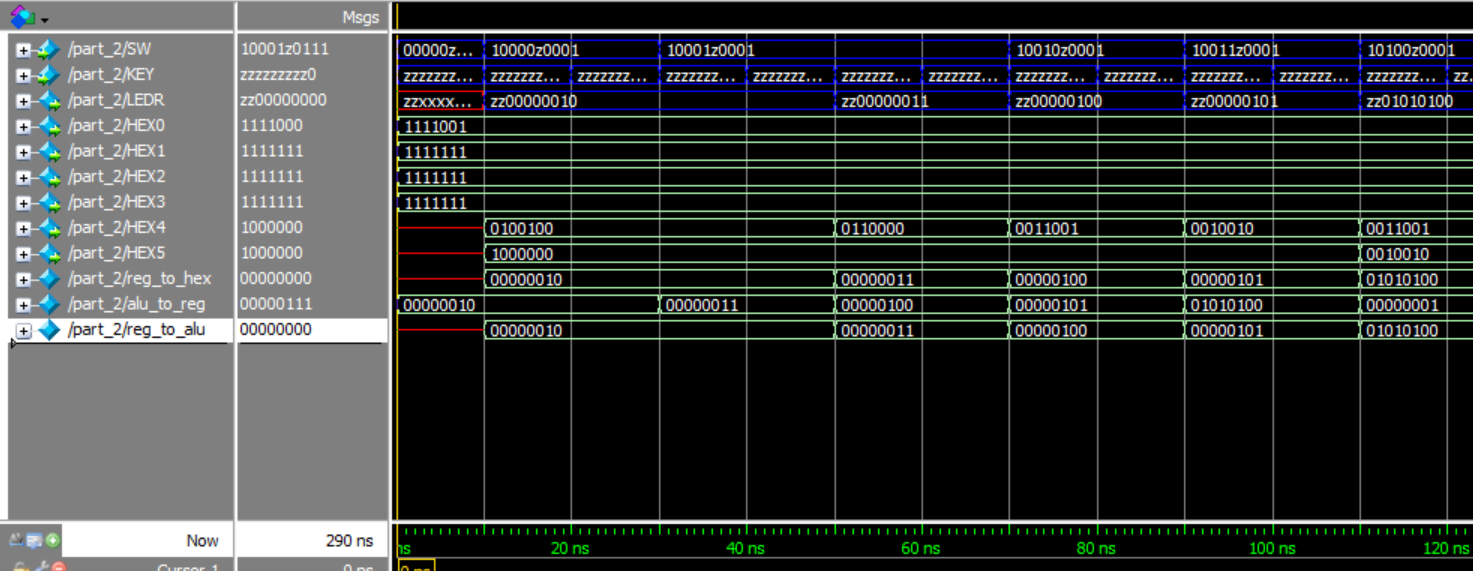 Msgs
/part_2/SW 10001z0111 00000z... 10000z0001 10001z0001 10010z0001 10011z0001 10100z0001
/part_2/KEY zzzzzzzzz0 zzzzzzz... zzzzzzz... zzzzzzz... zzzzzzz... zzzzzzz... zzzzzzz... zzzzzzz... zzzzzzz... zzzzzzz... zzzzzzz... zzzzzzz... zzzzzzz... zz...
/part_2/LEDR zz00000000 zzxxxx... zz00000010 zz00000011 zz00000100 zz00000101 zz01010100
/part_2/HEX0 1111000 1111001
/part_2/HEX1 1111111 1111111
/part_2/HEX2 1111111 1111111
/part_2/HEX3 1111111 1111111
/part_2/HEX4 1000000 0100100 0110000 0011001 0010010 0011001
/part_2/HEX5 1000000 1000000 0010010
/part_2/reg_to_hex 00000000 00000010 00000011 00000100 00000101 01010100
/part_2/alu_to_reg 00000111 00000010 00000011 00000100 00000101 01010100 00000001
/part_2/reg_to_alu 00000000 00000010 00000011 00000100 00000101 01010100
Now 290 ns ns 20 ns 40 ns 60 ns 80 ns 100 ns 120 ns
Cursor 1 0 ns 0 ns